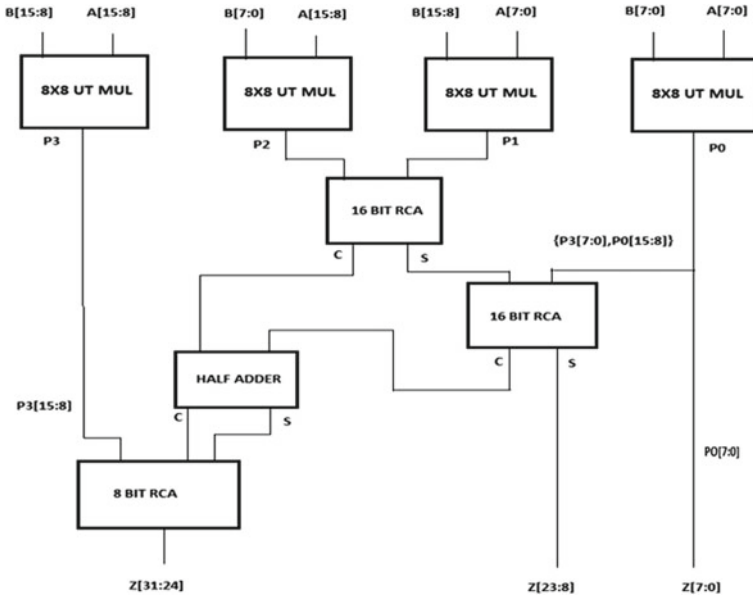 B[15:8] A[15:8] B[7:0] A[15:8] B[15:8] A[7:0] B[7:0] A[7:0]
8X8 UT MUL 8X8 UT MUL 8X8 UT MUL 8X8 UT MUL
P3 P2 P1 P0
16 BIT RCA
C S {P3[7:0],P0[15:8]}
16 BIT RCA
C S
HALF ADDER
P3[15:8] C S
PO[7:0]
8 BIT RCA
Z[31:24] Z[23:8] Z[7:0]